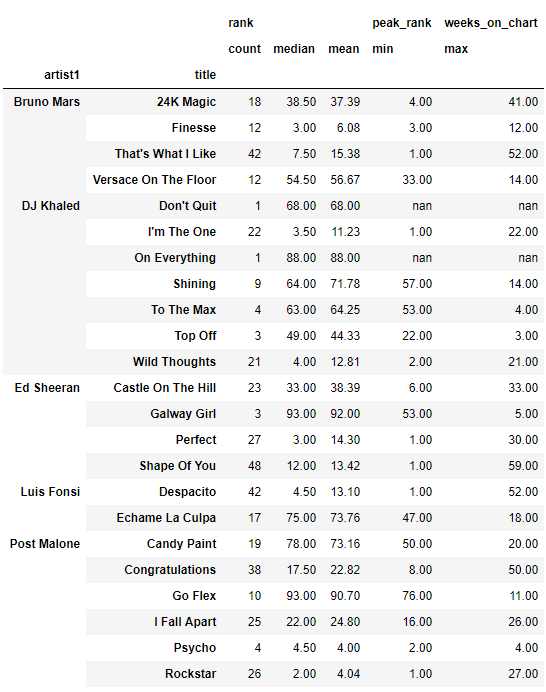 rank peak_rank weeks_on_chart
count median mean min max
artist1 title
Bruno Mars 24K Magic 18 38.50 37.39 4.00 41.00
Finesse 12 3.00 6.08 3.00 12.00
That's What I Like 42 7.50 15.38 1.00 52.00
Versace On The Floor 12 54.50 56.67 33.00 14.00
DJ Khaled Don't Quit 1 68.00 68.00 nan nan
I'm The One 22 3.50 11.23 1.00 22.00
On Everything 1 88.00 88.00 nan nan
Shining 9 64.00 71.78 57.00 14.00
To The Max 4 63.00 64.25 53.00 4.00
Top Off 3 49.00 44.33 22.00 3.00
Wild Thoughts 21 4.00 12.81 2.00 21.00
Ed Sheeran Castle On The Hill 23 33.00 38.39 6.00 33.00
Galway Girl 3 93.00 92.00 53.00 5.00
Perfect 27 3.00 14.30 1.00 30.00
Shape Of You 48 12.00 13.42 1.00 59.00
Luis Fonsi Despacito 42 4.50 13.10 1.00 52.00
Echame La Culpa 17 75.00 73.76 47.00 18.00
Post Malone Candy Paint 19 78.00 73.16 50.00 20.00
Congratulations 38 17.50 22.82 8.00 50.00
Go Flex 10 93.00 90.70 76.00 11.00
I Fall Apart 25 22.00 24.80 16.00 26.00
Psycho 4 4.50 4.00 2.00 4.00
Rockstar 26 2.00 4.04 1.00 27.00